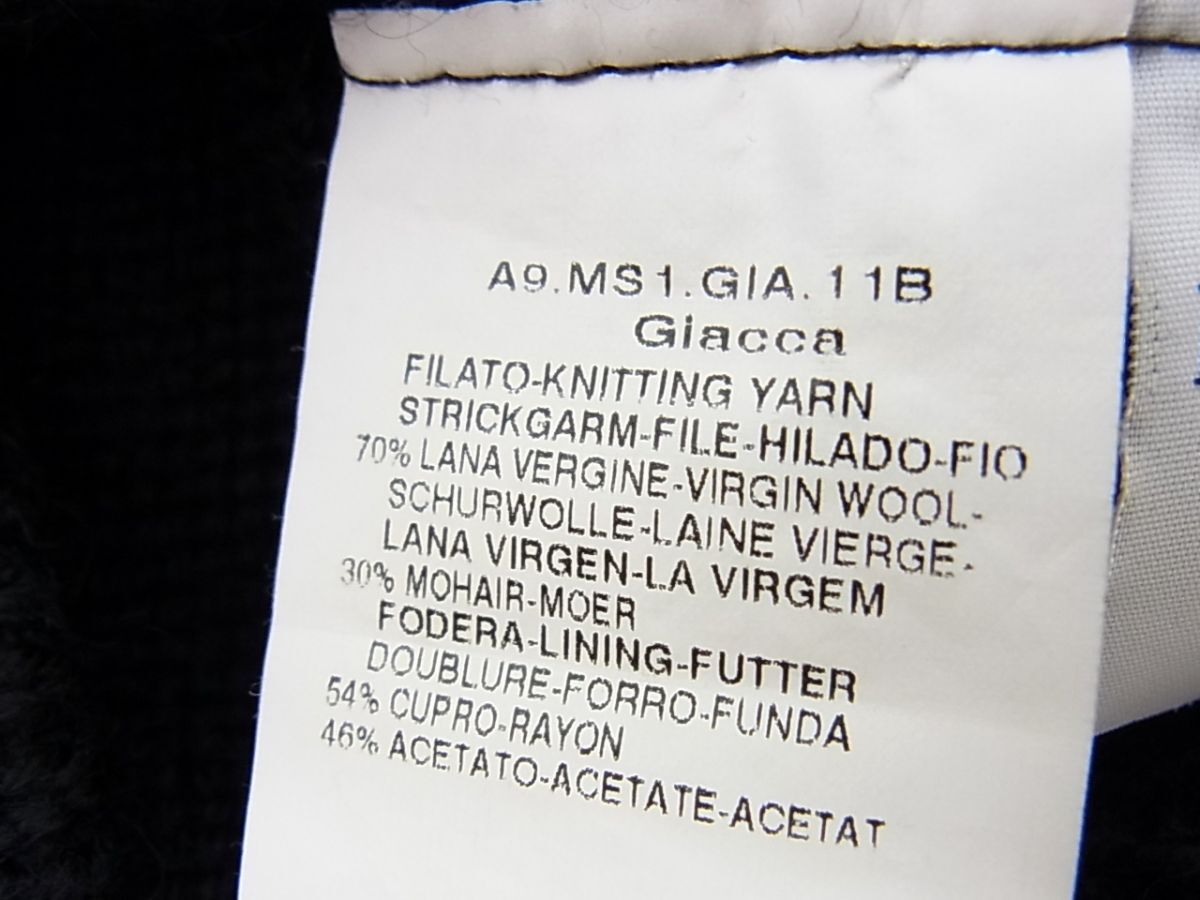 A9.MS1.GIA.11B
Giacca
FILATO-KNITTING YARN
STRICKGARM-FILE-HILADO-FIO
70% LANA VERGINE-VIRGIN WOOL-
SCHURWOLLE-LAINE VIERGE-
LANA VIRGEN-LA VIRGEM
30% MOHAIR-MOER
FODERA-LINING-FUTTER
DOUBLURE-FORRO-FUNDA
54% CUPRO-RAYON
46% ACETATO-ACETATE-ACETAT